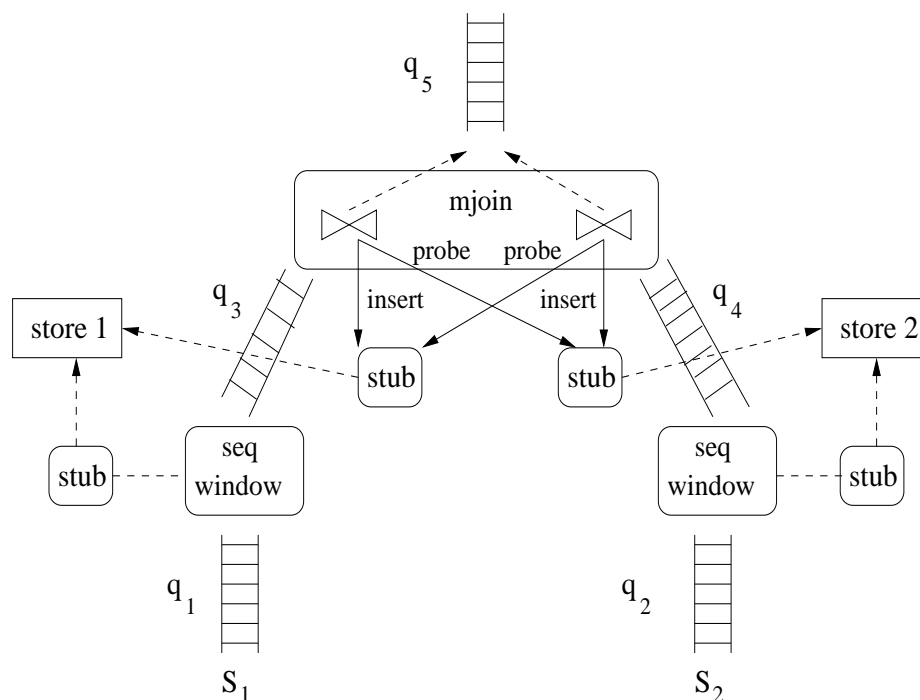 q5
mjoin
probe probe
q3
insert
insert
q4
store 1
store 2
stub
stub
seq
window
seq
window
stub
stub
q1
q2
S1
S2